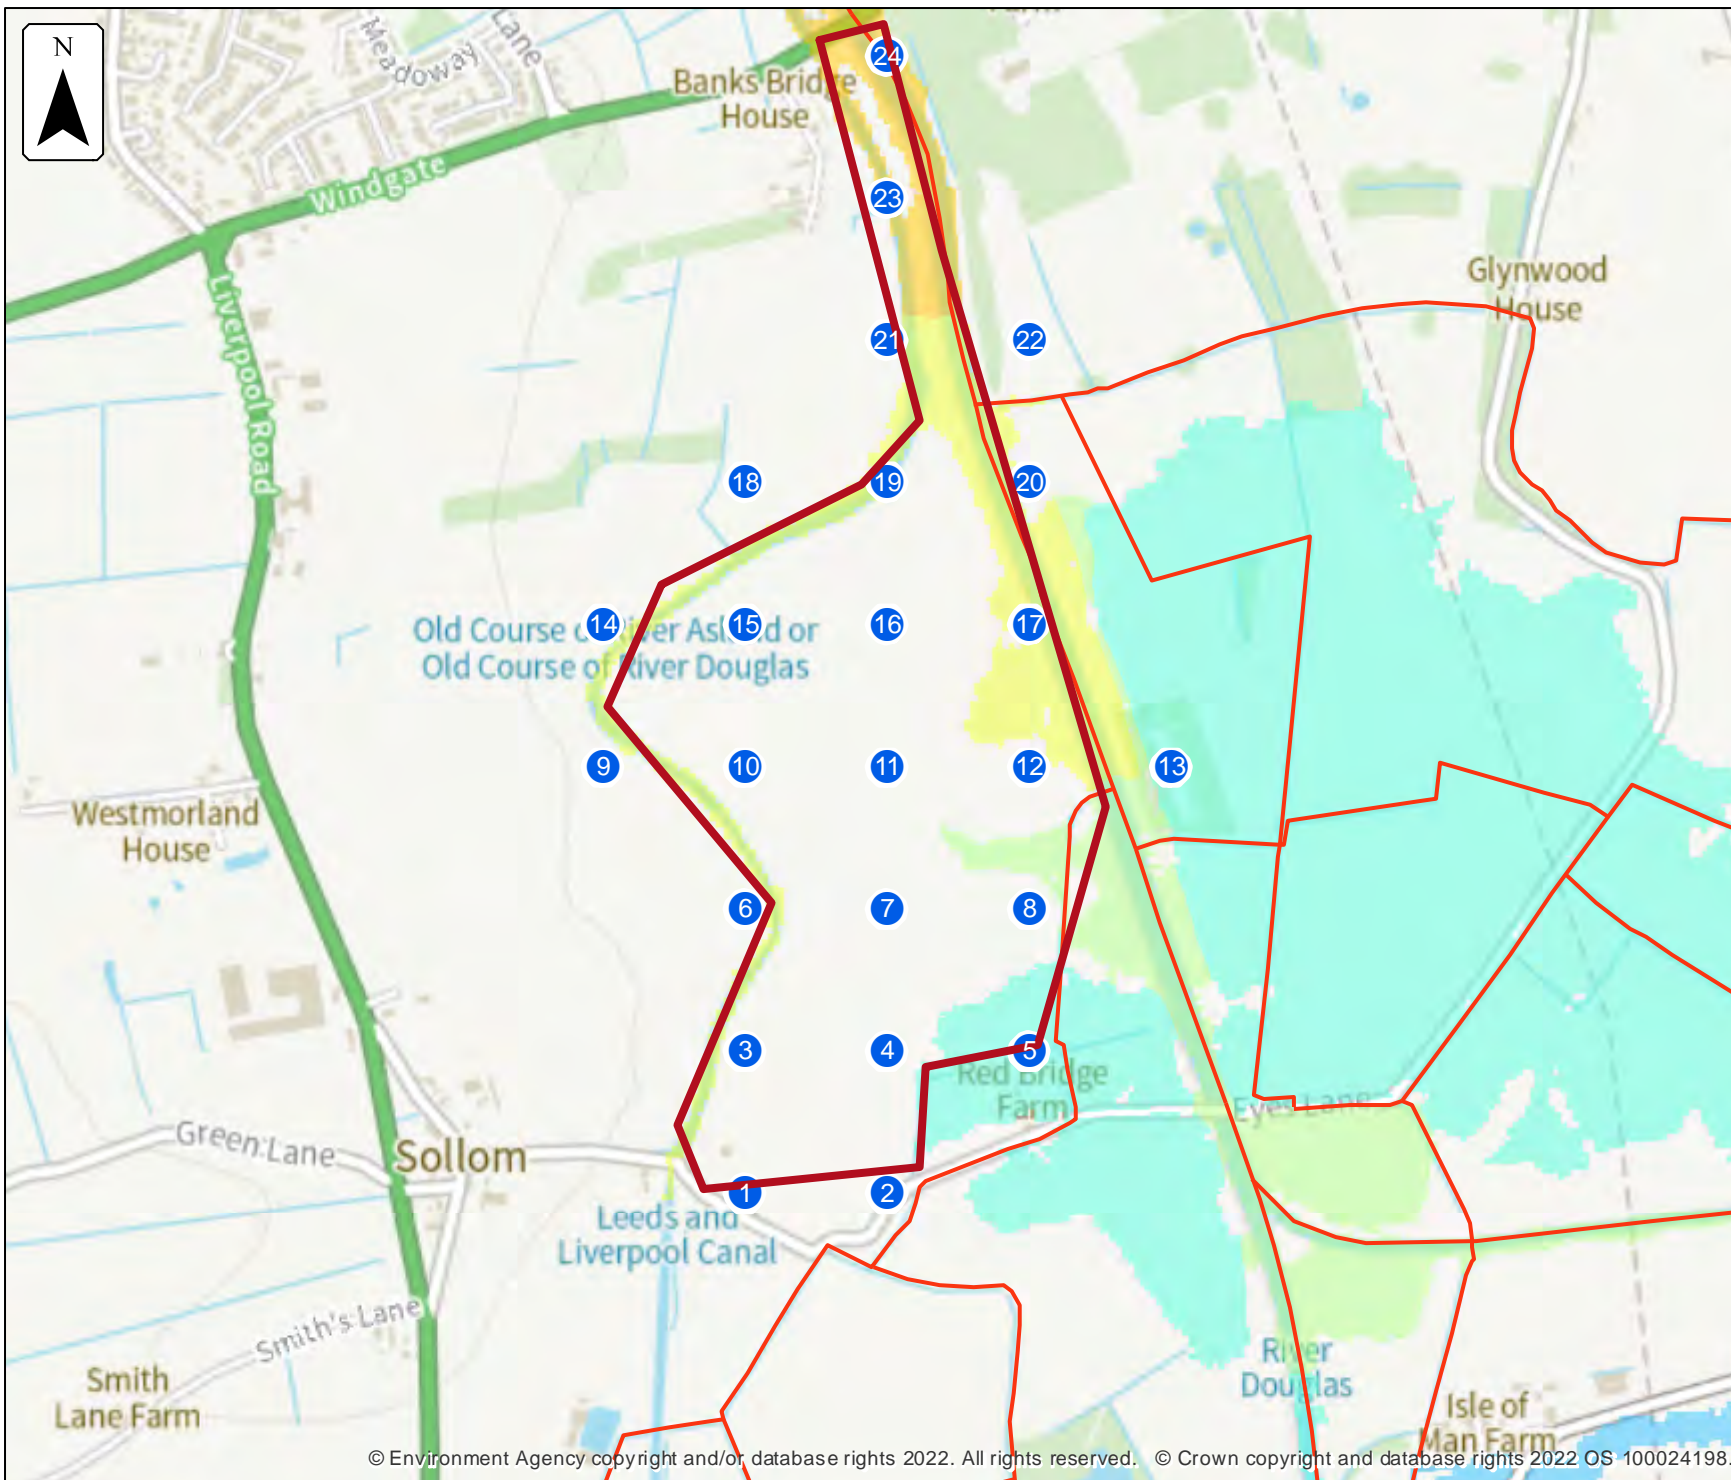 N
Meadoway
Lane
Banks Bridge
House
Windgate
Liverpool Road
Glynwood
House
24
23
21
22
18
19
20
14
15
16
17
Old Course of River Asland or
Old Course of River Douglas
9
10
11
12
13
Westmorland
House
6
7
8
3
4
5
Red Bridge
Farm
Eyes Lane
Green Lane
Sollom
1
2
Leeds and
Liverpool Canal
Smith's Lane
Smith
Lane Farm
River
Douglas
Isle of
Man Farm
© Environment Agency copyright and/or database rights 2022. All rights reserved. © Crown copyright and database rights 2022 OS 100024198